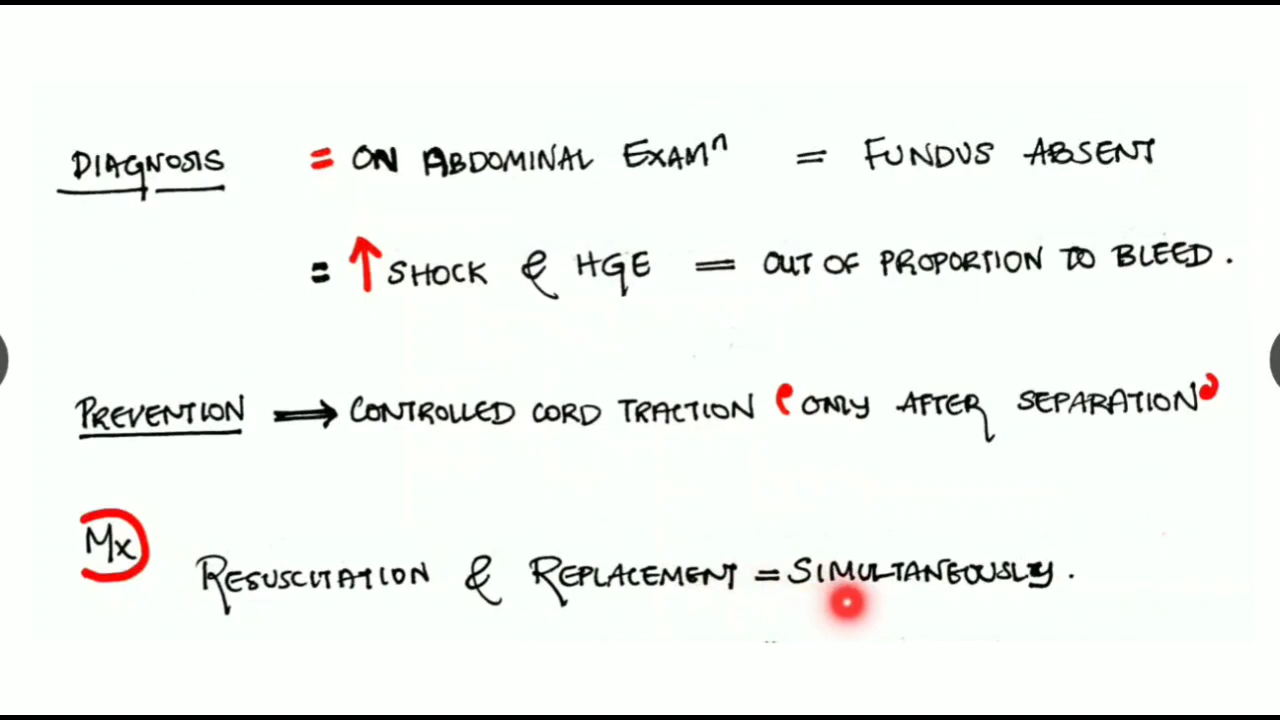 DIAGNOSIS = ON ABDOMINAL EXAMⁿ = FUNDUS ABSENT
= ↑ SHOCK & HGE = OUT OF PROPORTION TO BLEED.
PREVENTION ⟹ CONTROLLED CORD TRACTION (ONLY AFTER SEPARATION)
Mx
RESUSCITATION & REPLACEMENT = SIMULTANEOUSLY.